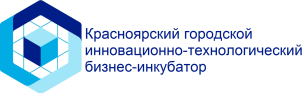 Красноярский городской
инновационно-технологический
бизнес-инкубатор